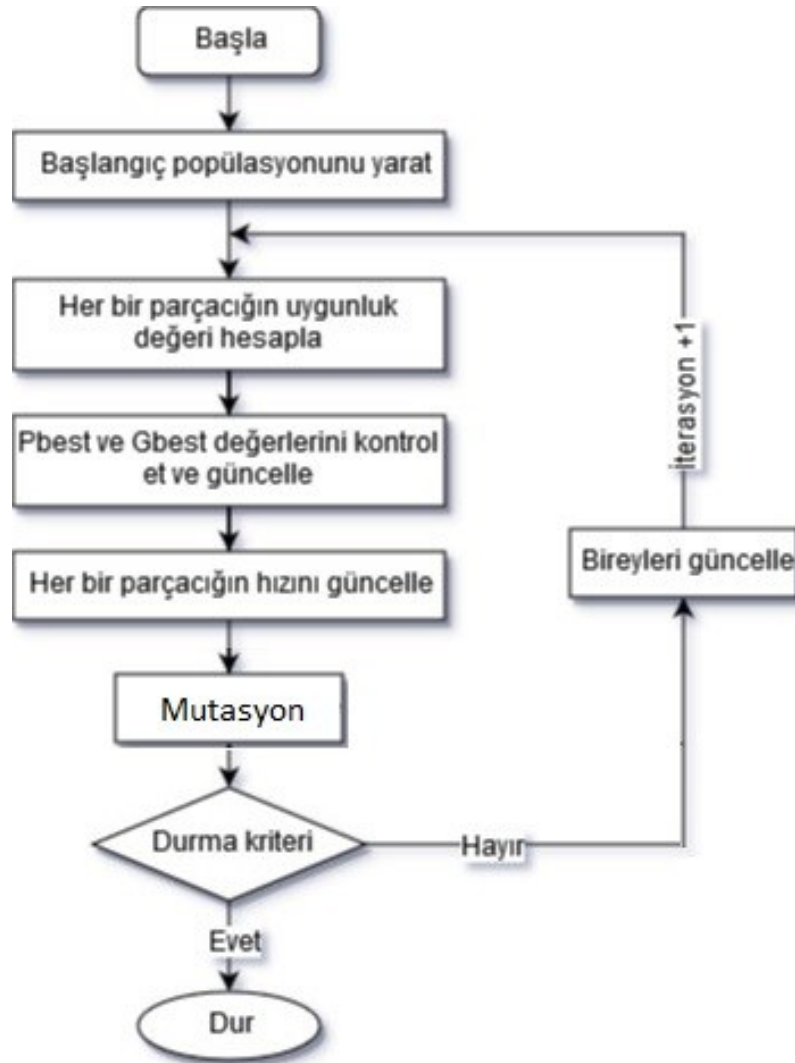 Başla
Başlangıç popülasyonunu yarat
Her bir parçacığın uygunluk
değeri hesapla
Pbest ve Gbest değerlerini kontrol
et ve güncelle
Her bir parçacığın hızını güncelle
Mutasyon
Durma kriteri
Hayır
Bireyleri güncelle
İterasyon +1
Evet
Dur